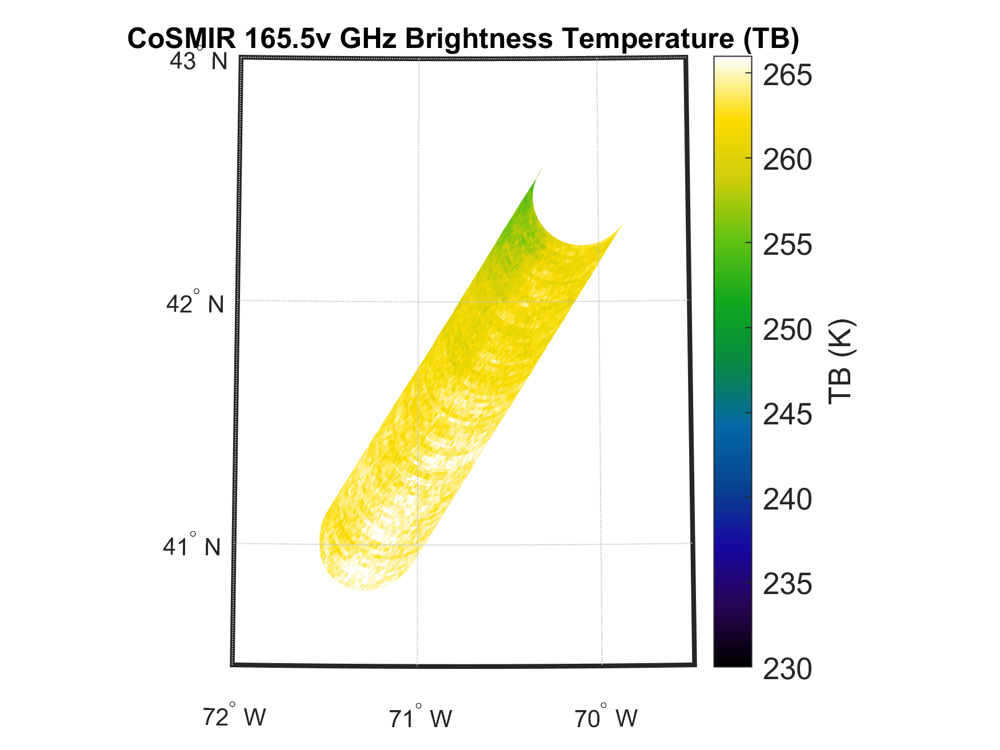 CoSMIR 165.5v GHz Brightness Temperature (TB)
43° N
42° N
41° N
72° W
71° W
70° W
265
260
255
250
245
240
235
230
TB (K)